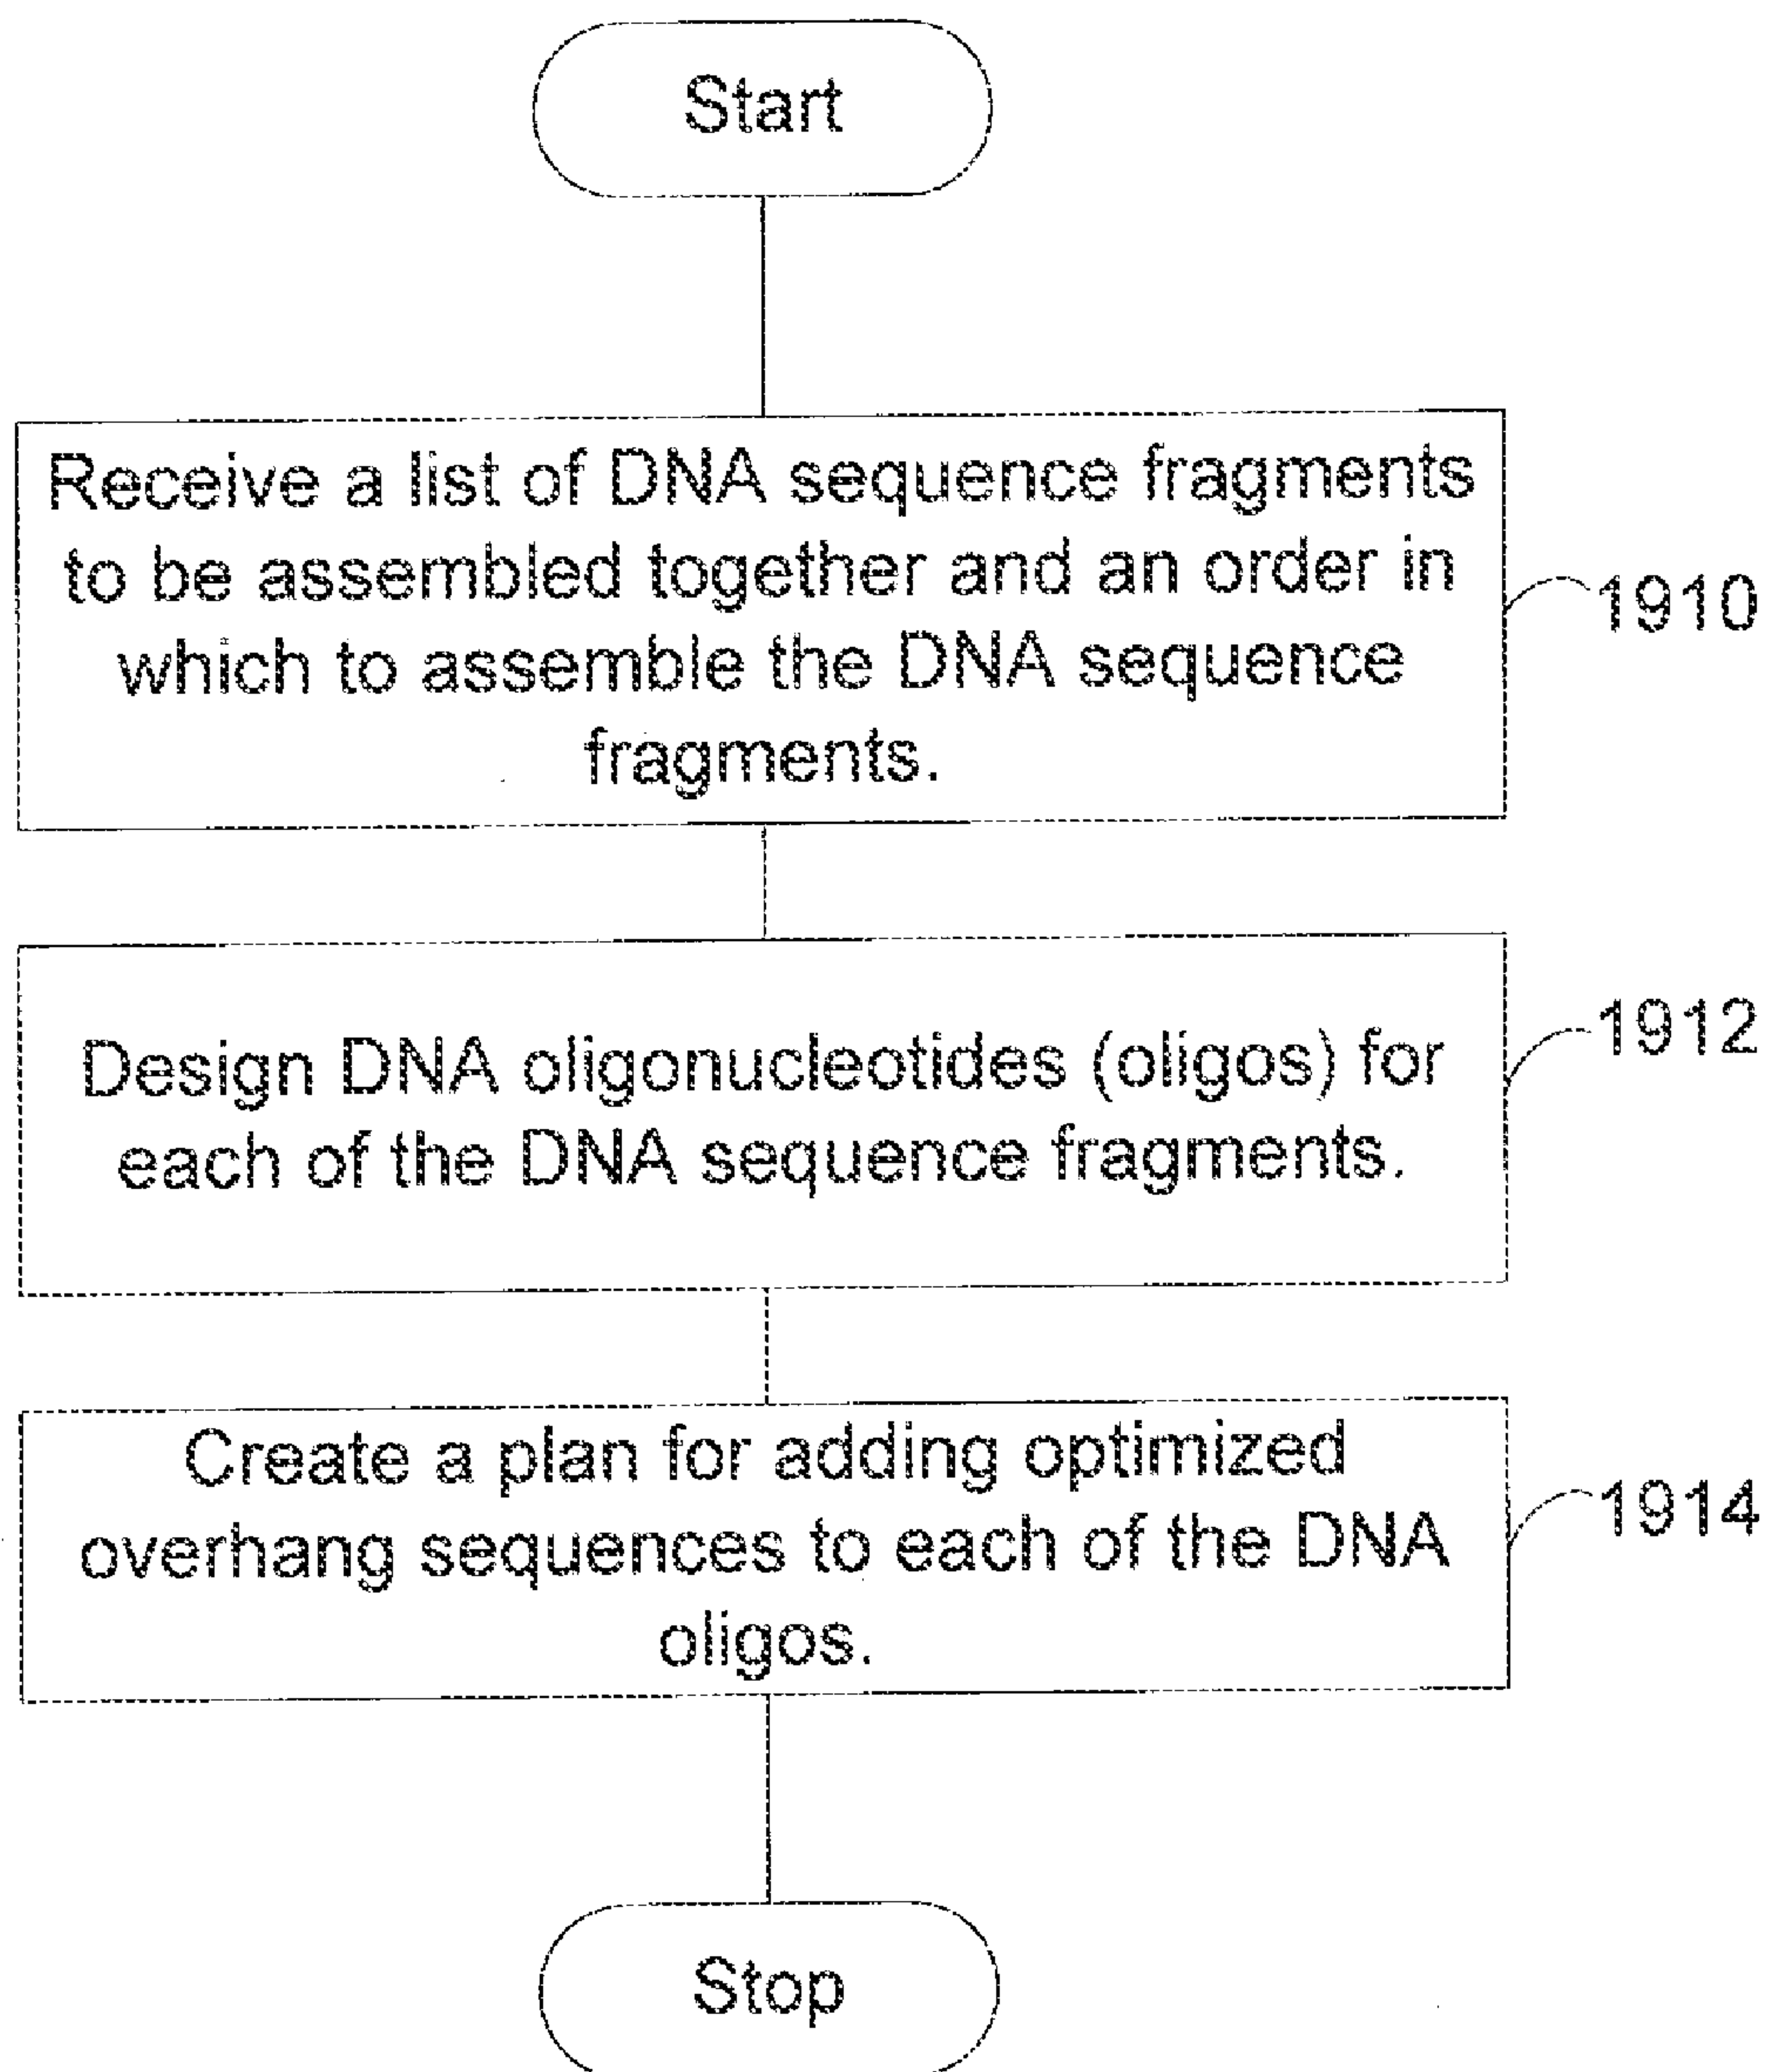 Start
Receive a list of DNA sequence fragments
to be assembled together and an order in
which to assemble the DNA sequence
fragments.
1910
Design DNA oligonucleotides (oligos) for
each of the DNA sequence fragments.
1912
Create a plan for adding optimized
overhang sequences to each of the DNA
oligos.
1914
Stop